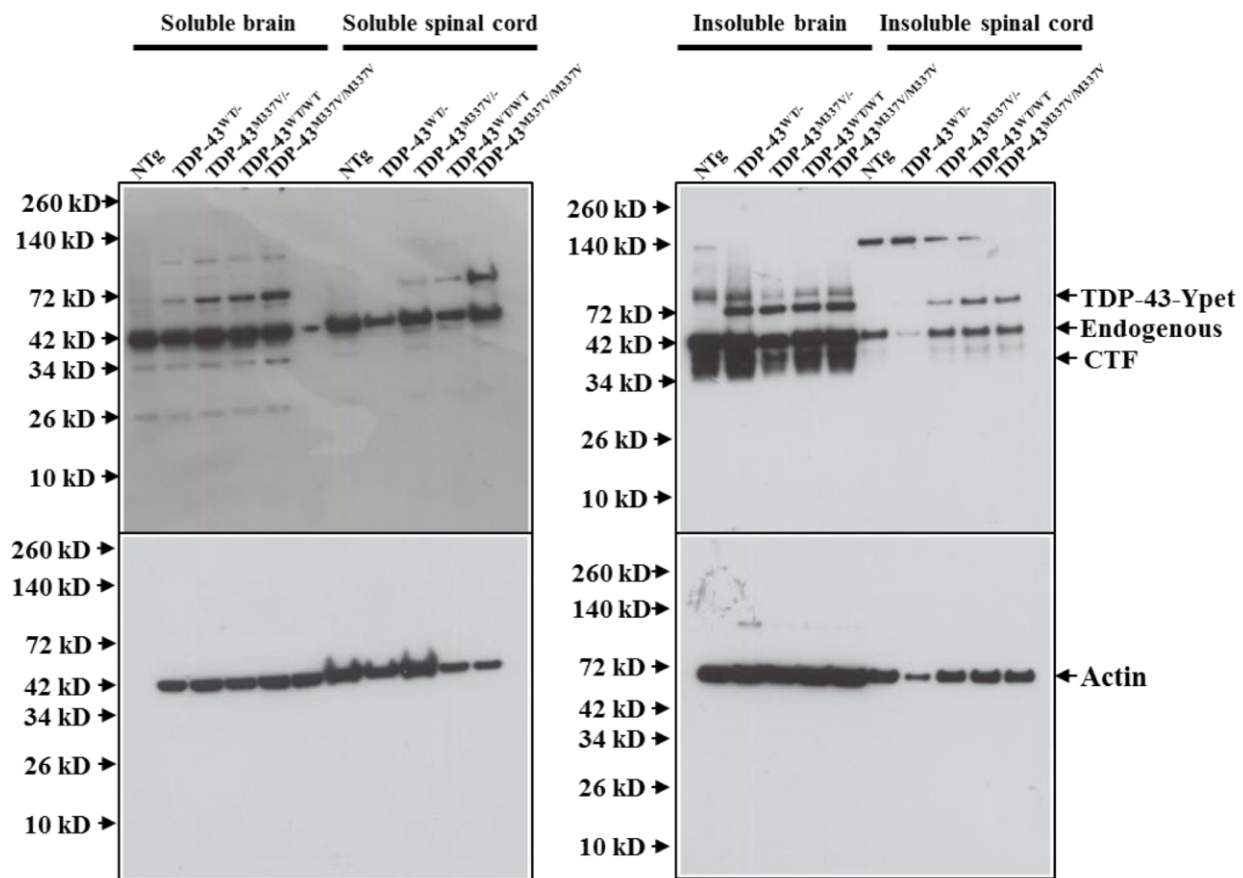 Soluble brain
Soluble spinal cord
Insoluble brain
Insoluble spinal cord
NTg
TDP-43WT/-
TDP-43M337V/-
TDP-43WT/WT
TDP-43M337V/M337V
NTg
TDP-43WT/-
TDP-43M337V/-
TDP-43WT/WT
TDP-43M337V/M337V
NTg
TDP-43WT/-
TDP-43M337V/-
TDP-43WT/WT
TDP-43M337V/M337V
NTg
TDP-43WT/-
TDP-43M337V/-
TDP-43WT/WT
TDP-43M337V/M337V
260 kD
140 kD
72 kD
42 kD
34 kD
26 kD
10 kD
260 kD
140 kD
72 kD
42 kD
34 kD
26 kD
10 kD
TDP-43-Ypet
Endogenous
CTF
260 kD
140 kD
72 kD
42 kD
34 kD
26 kD
10 kD
260 kD
140 kD
72 kD
42 kD
34 kD
26 kD
10 kD
Actin